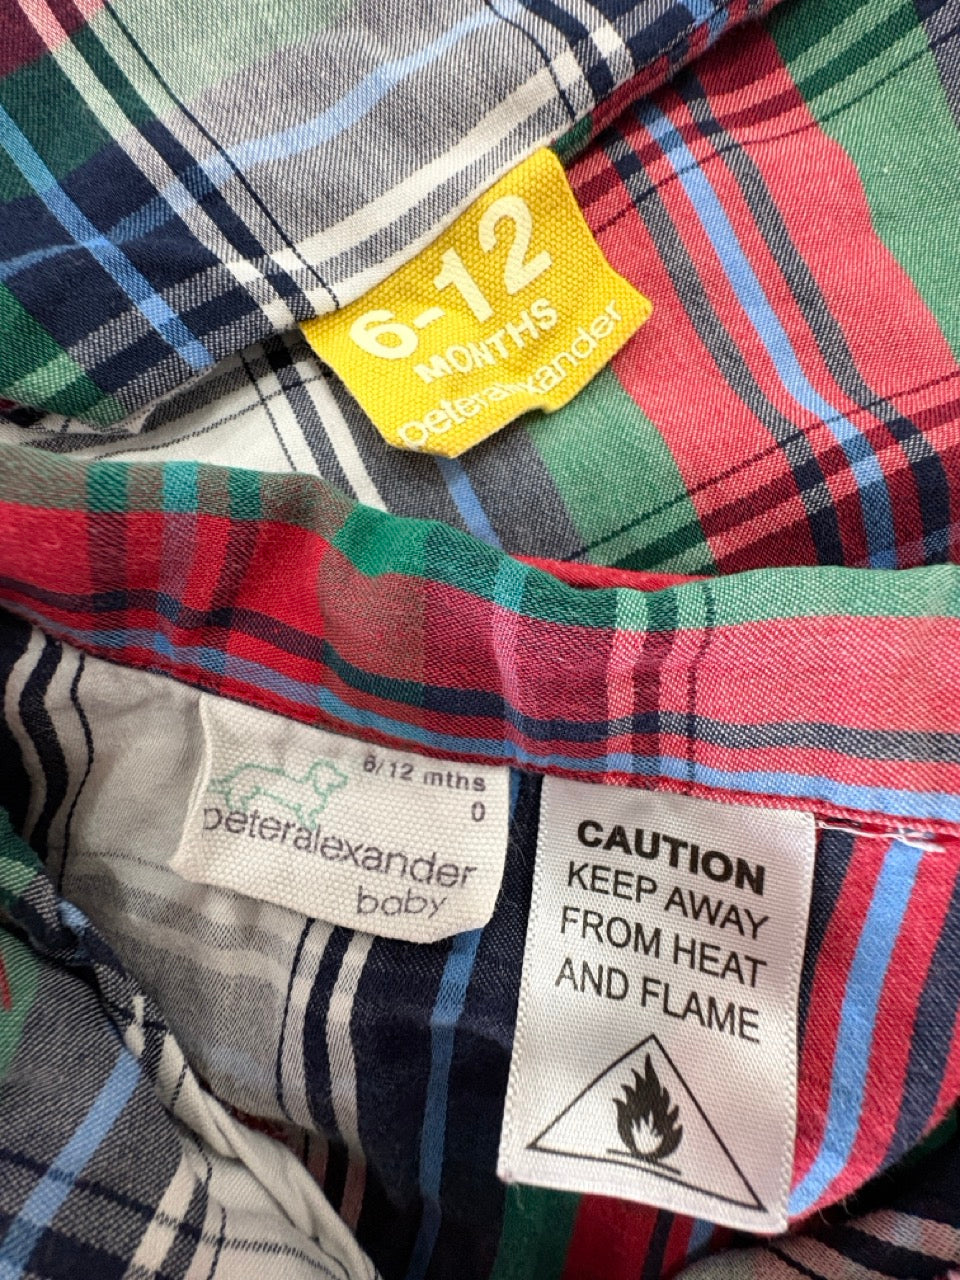 6-12
MONTHS
peteralexander
6/12 mths
0
peteralexander
baby
CAUTION
KEEP AWAY
FROM HEAT
AND FLAME